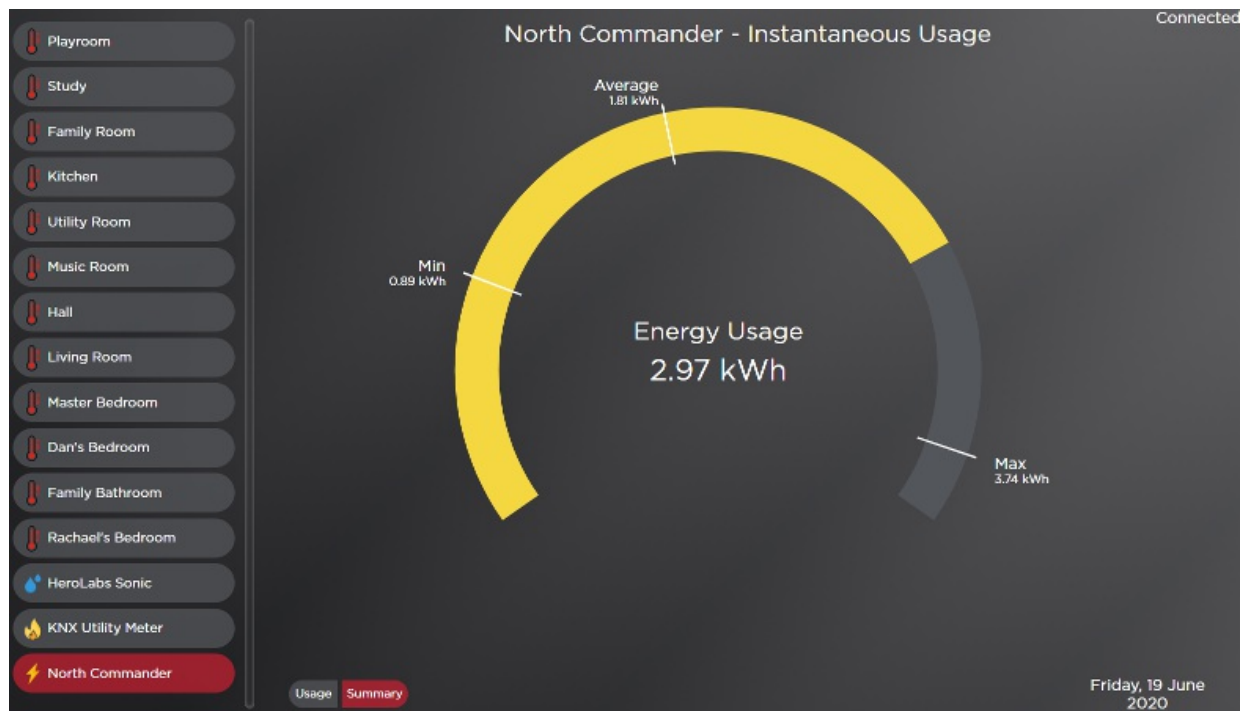 Playroom
Study
Family Room
Kitchen
Utility Room
Music Room
Hall
Living Room
Master Bedroom
Dan's Bedroom
Family Bathroom
Rachael's Bedroom
HeroLabs Sonic
KNX Utility Meter
North Commander
Connected
North Commander - Instantaneous Usage
Average
1.81 kWh
Min
0.89 kWh
Energy Usage
2.97 kWh
Max
3.74 kWh
Usage
Summary
Friday, 19 June
2020